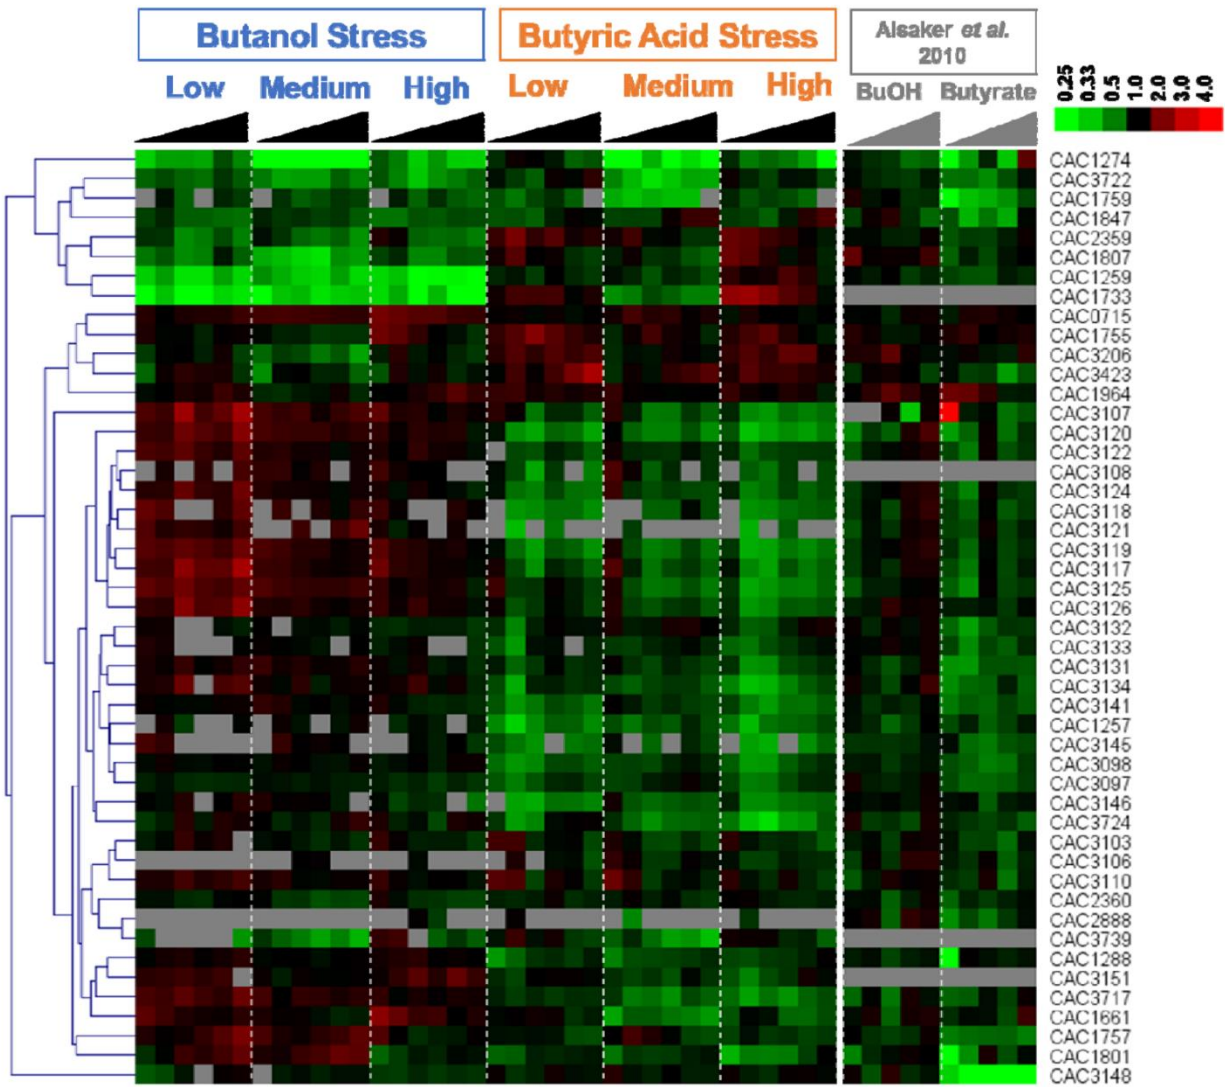 Butanol Stress Butyric Acid Stress Alsaker et al.
2010
Low Medium High Low Medium High BuOH Butyrate
0.25 0.33 0.5 1.0 2.0 3.0 4.0
CAC1274
CAC3722
CAC1759
CAC1847
CAC2359
CAC1807
CAC1259
CAC1733
CAC0715
CAC1755
CAC3206
CAC3423
CAC1964
CAC3107
CAC3120
CAC3122
CAC3108
CAC3124
CAC3118
CAC3121
CAC3119
CAC3117
CAC3125
CAC3126
CAC3132
CAC3133
CAC3131
CAC3134
CAC3141
CAC1257
CAC3145
CAC3098
CAC3097
CAC3146
CAC3724
CAC3103
CAC3106
CAC3110
CAC2360
CAC2888
CAC3739
CAC1288
CAC3151
CAC3717
CAC1661
CAC1757
CAC1801
CAC3148